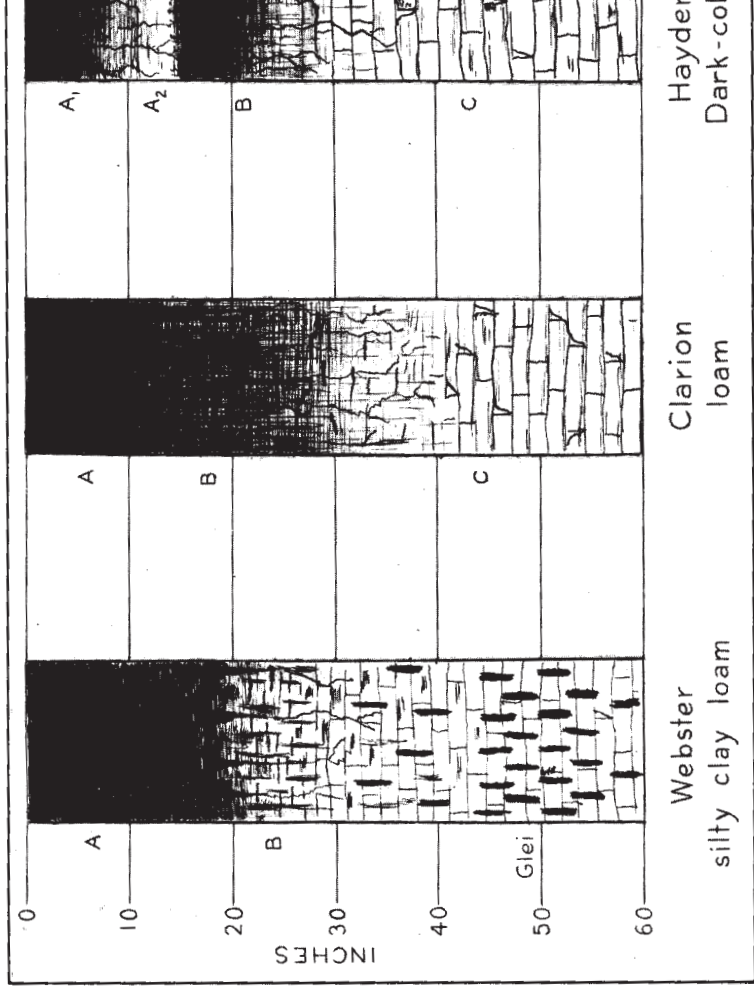 INCHES
0
10
20
30
40
50
60
A
B
Glei
A
B
C
A₁
A₂
B
C
Webster
silty clay loam
Clarion
loam
Hayden
Dark-col